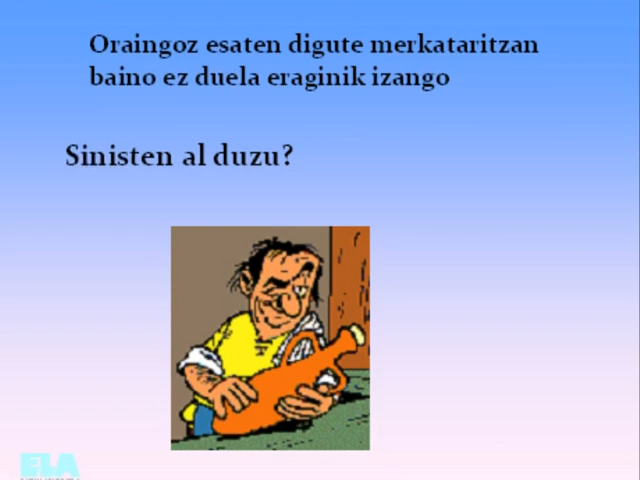 Oraingoz esaten digute merkataritzan
baino ez duela eraginik izango
Sinisten al duzu?
ELA